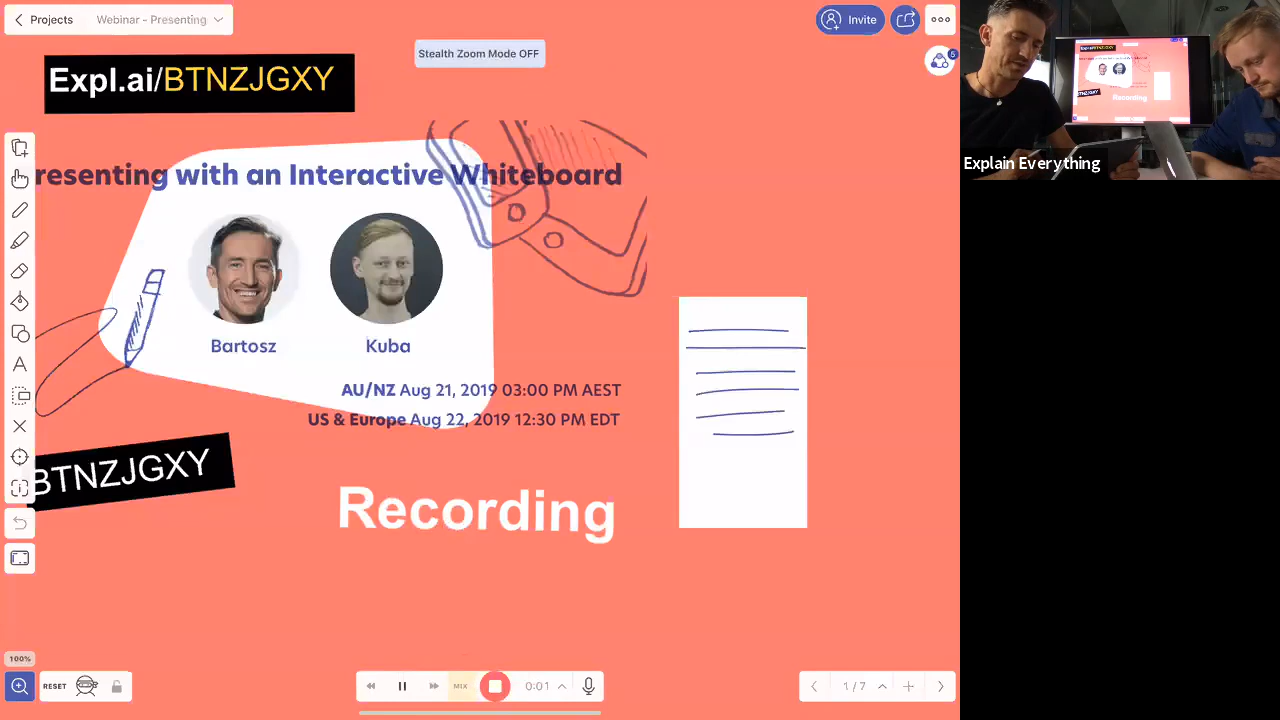 Projects
Webinar - Presenting
Invite
Stealth Zoom Mode OFF
6
Expl.ai/BTNZJGXY
resenting with an Interactive Whiteboard
Bartosz
Kuba
AU/NZ Aug 21, 2019 03:00 PM AEST
US & Europe Aug 22, 2019 12:30 PM EDT
BTNZJGXY
Recording
100%
RESET
MIX
0:01
1/7
Recording
Explain Everything